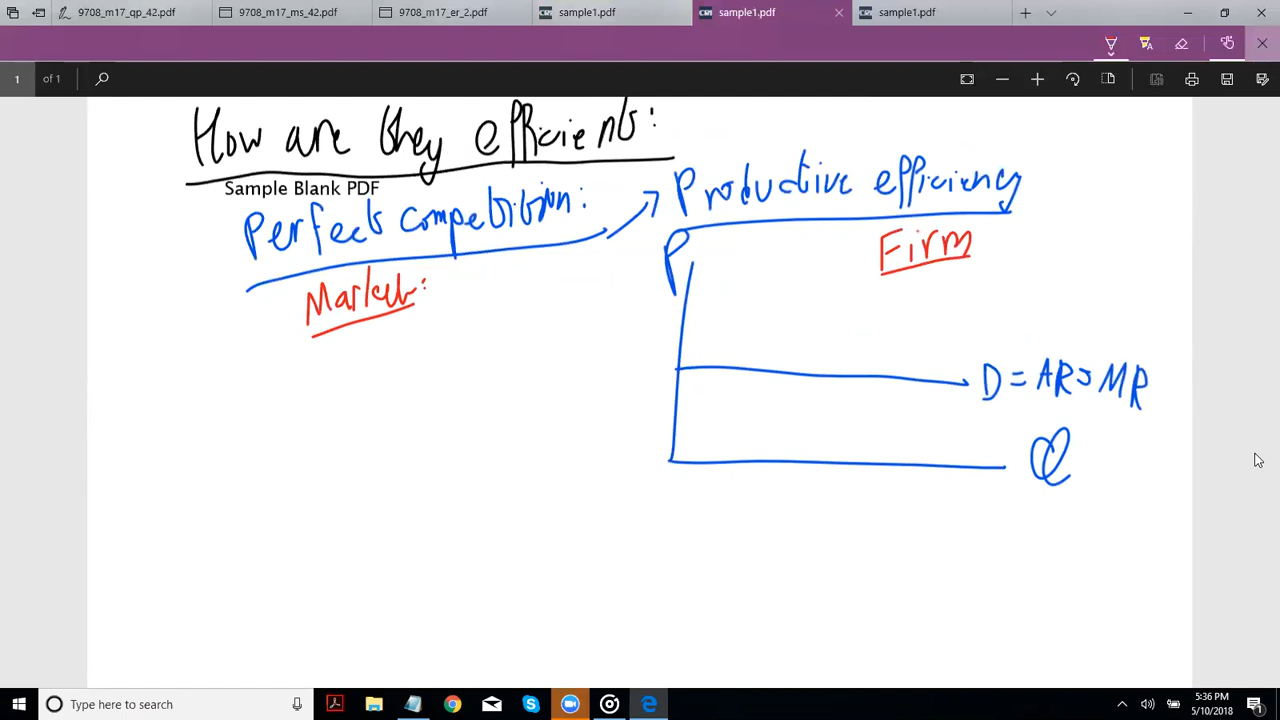 9708_m17_qp_42.pdf
9708_m17_ms_42.pdf
9708_m17_er_2.pdf
sample1.pdf
sample1.pdf
sample1.pdf
1 of 1
How are they efficient:
Sample Blank PDF
Perfect competition:
Productive efficiency
Market:
Firm
P
D = AR = MR
Q
Type here to search
5:36 PM
5/10/2018